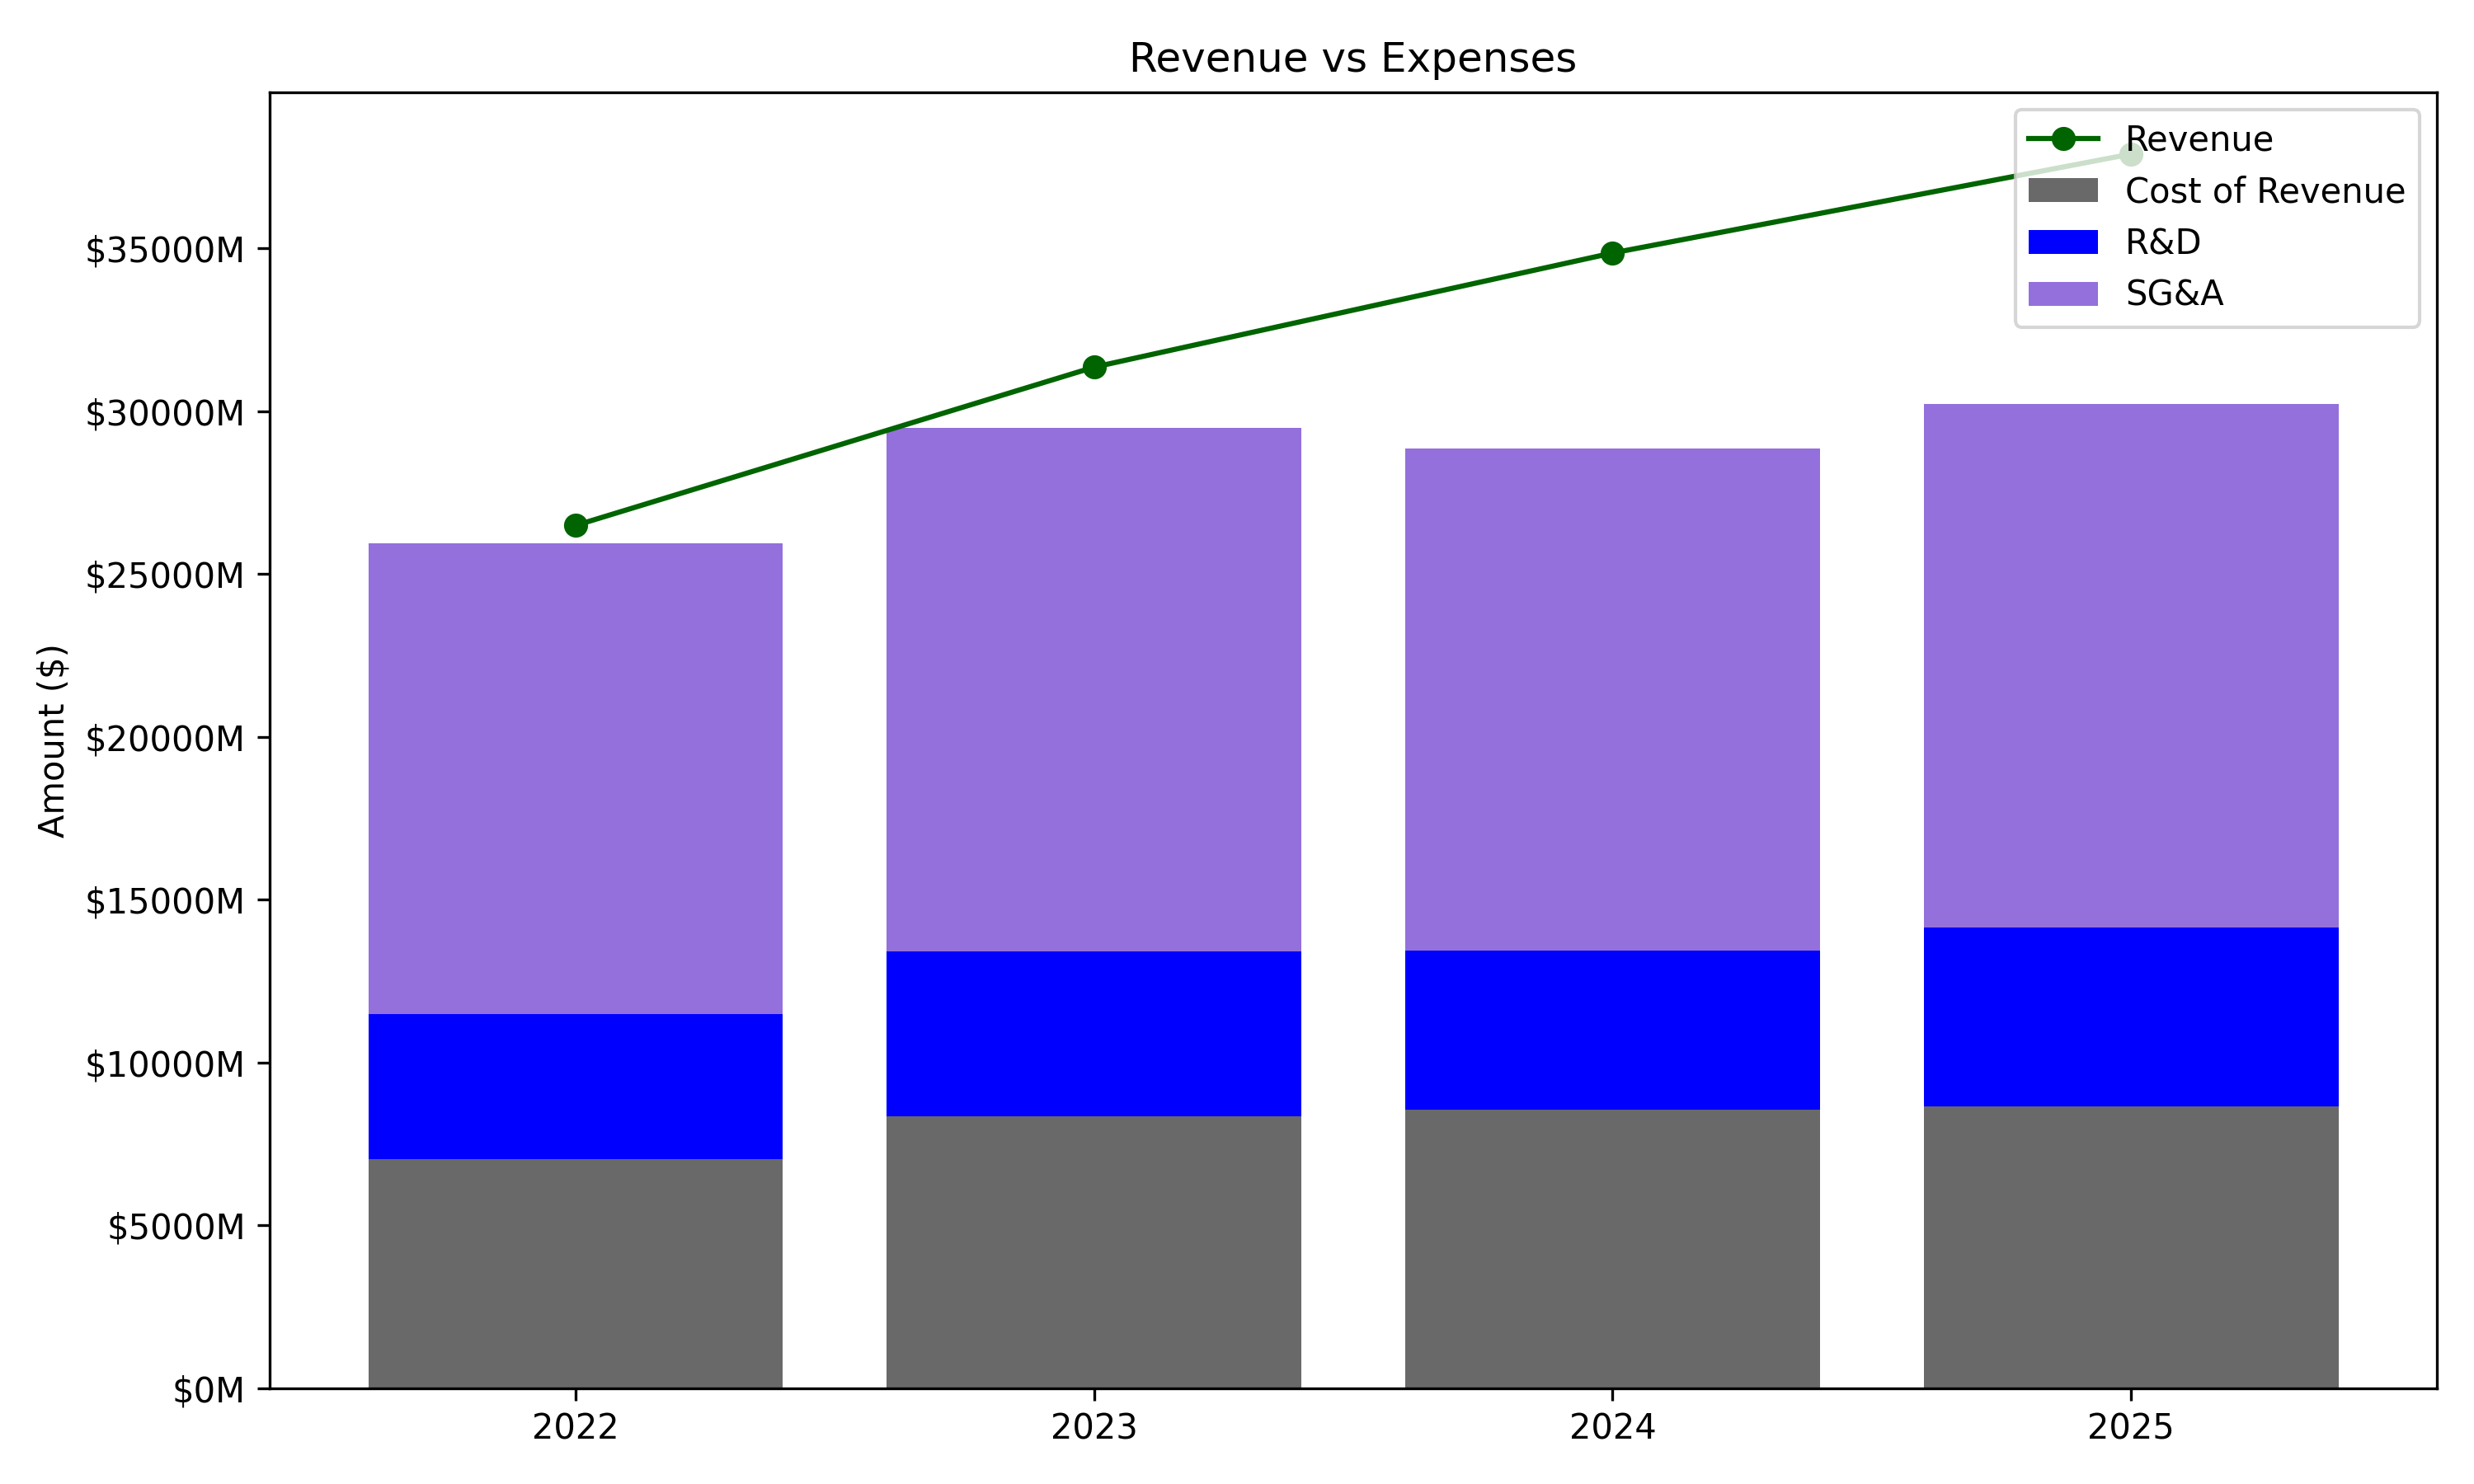 Revenue vs Expenses
Revenue
Cost of Revenue
R&D
SG&A
Amount ($)
$35000M
$30000M
$25000M
$20000M
$15000M
$10000M
$5000M
$0M
2022
2023
2024
2025